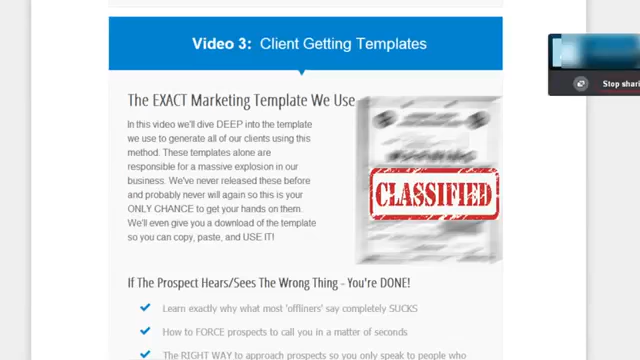 Video 3: Client Getting Templates
The EXACT Marketing Template We Use
In this video we'll dive DEEP into the template
we use to generate all of our clients using this
method. These templates alone are
responsible for a massive explosion in our
business. We've never released these before
and probably never will again so this is your
ONLY CHANCE to get your hands on them.
We'll even give you a download of the template
so you can copy, paste, and USE IT!
CLASSIFIED
Stop shari
If The Prospect Hears/Sees The Wrong Thing - You're DONE!
Learn exactly why what most 'offliners' say completely SUCKS
How to FORCE prospects to call you in a matter of seconds
The RIGHT WAY to approach prospects so you only speak to people who